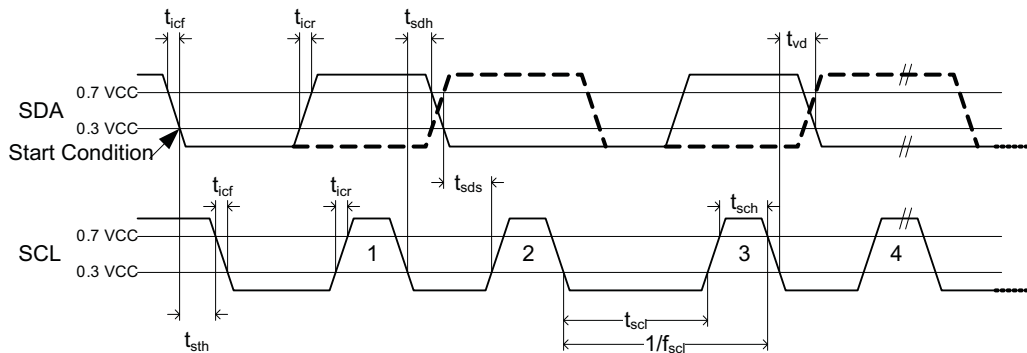 t_icf t_icr t_sdh t_vd
0.7 VCC
SDA
0.3 VCC
Start Condition
t_icf t_icr t_sds t_sch
0.7 VCC
SCL 1 2 3 4
0.3 VCC
t_scl
t_sth 1/f_scl